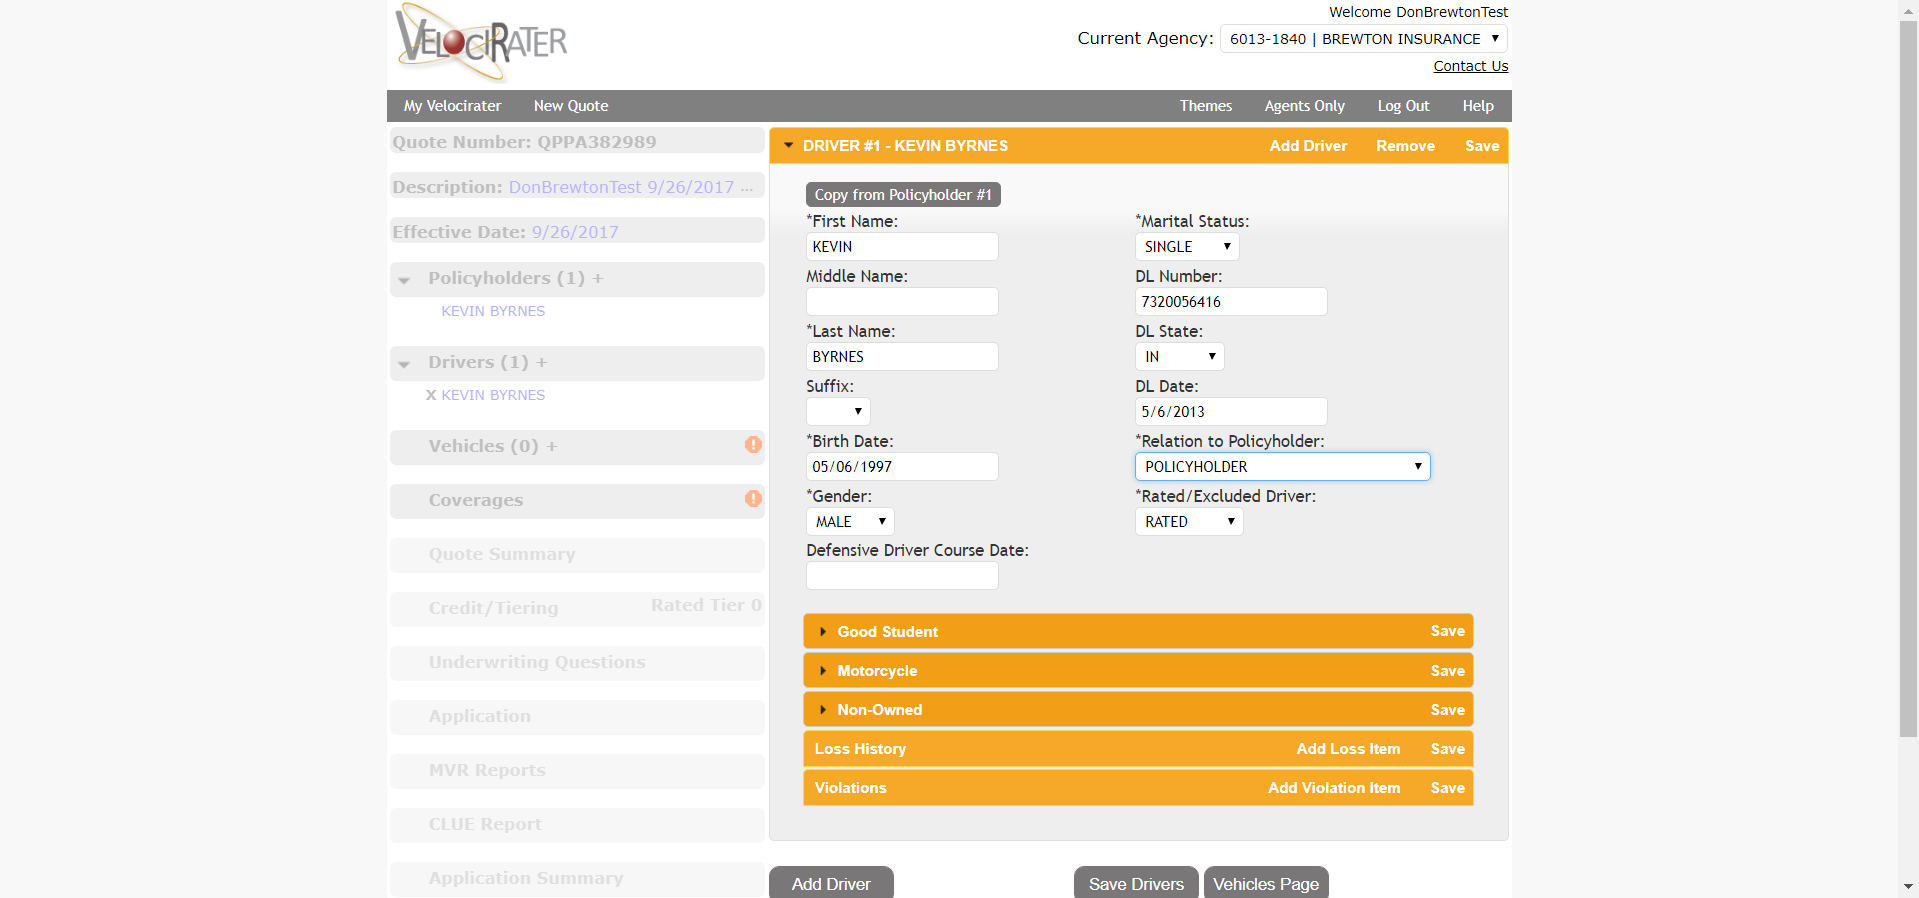 VELOCIRATER
Welcome DonBrewtonTest
Current Agency: 6013-1840 | BREWTON INSURANCE
Contact Us
My Velocirater New Quote Themes Agents Only Log Out Help
Quote Number: QPPA382989
Description: DonBrewtonTest 9/26/2017 ...
Effective Date: 9/26/2017
Policyholders (1) +
KEVIN BYRNES
Drivers (1) +
X KEVIN BYRNES
Vehicles (0) +
Coverages
Quote Summary
Credit/Tiering Rated Tier 0
Underwriting Questions
Application
MVR Reports
CLUE Report
Application Summary
DRIVER #1 - KEVIN BYRNES Add Driver Remove Save
Copy from Policyholder #1
*First Name:
KEVIN
Middle Name:
*Last Name:
BYRNES
Suffix:
*Birth Date:
05/06/1997
*Gender:
MALE
Defensive Driver Course Date:
*Marital Status:
SINGLE
DL Number:
7320056416
DL State:
IN
DL Date:
5/6/2013
*Relation to Policyholder:
POLICYHOLDER
*Rated/Excluded Driver:
RATED
Good Student Save
Motorcycle Save
Non-Owned Save
Loss History Add Loss Item Save
Violations Add Violation Item Save
Add Driver Save Drivers Vehicles Page